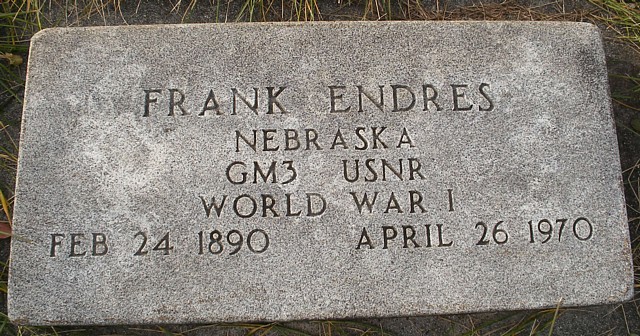 FRANK ENDRES
NEBRASKA
GM3 USNR
WORLD WAR I
FEB 24 1890 APRIL 26 1970